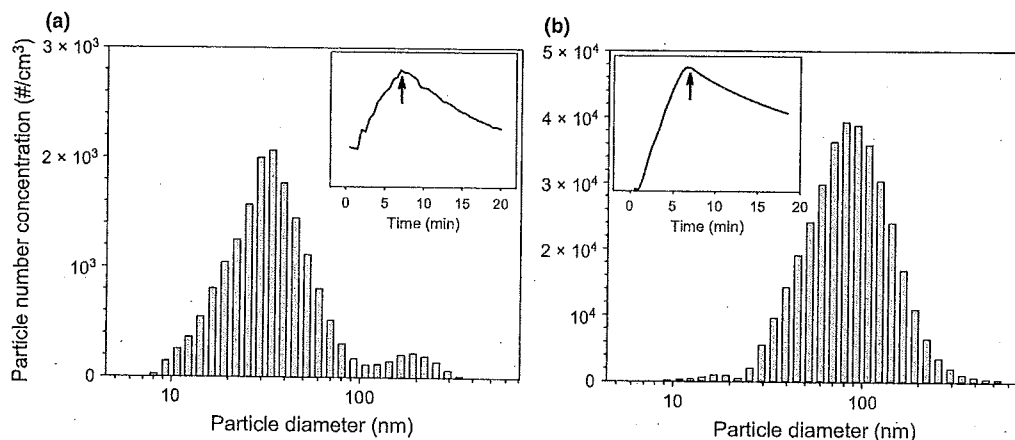 (a)
Particle number concentration (#/cm³)
3 × 10³
2 × 10³
10³
0
10
100
Particle diameter (nm)
0
5
10
15
20
Time (min)
(b)
5 × 10⁴
4 × 10⁴
3 × 10⁴
2 × 10⁴
10⁴
0
10
100
Particle diameter (nm)
0
5
10
15
20
Time (min)